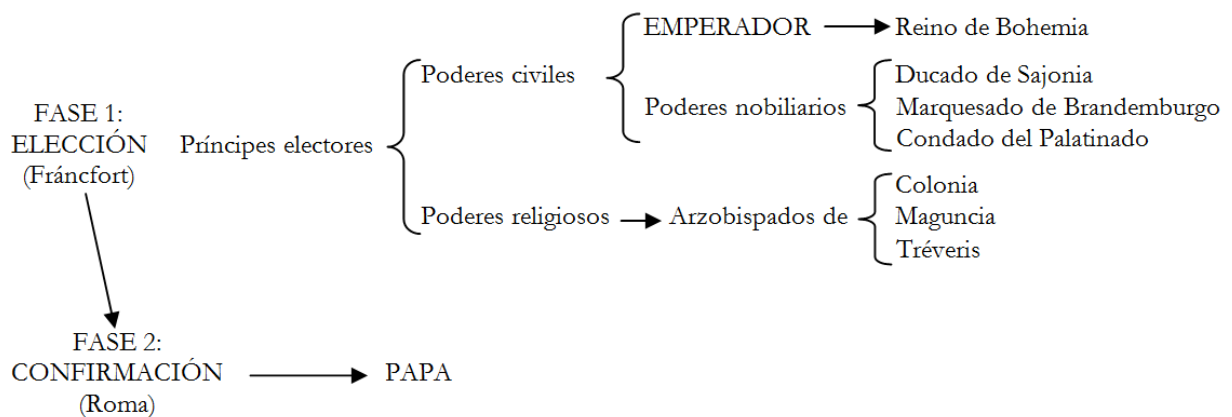 FASE 1:
ELECCIÓN
(Fráncfort)
Príncipes electores
Poderes civiles
EMPERADOR
Reino de Bohemia
Poderes nobiliarios
Ducado de Sajonia
Marquesado de Brandemburgo
Condado del Palatinado
Poderes religiosos
Arzobispados de
Colonia
Maguncia
Tréveris
FASE 2:
CONFIRMACIÓN
(Roma)
PAPA